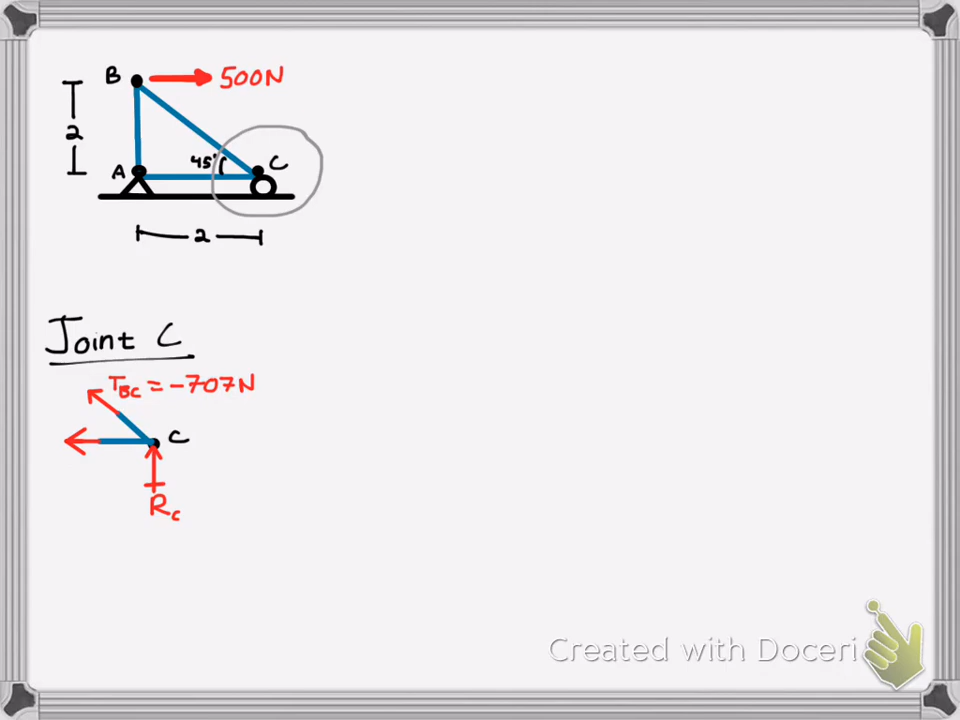 B
500N
2
A
45°
C
2
Joint C
T_BC = -707N
C
R_c
Created with Doceri